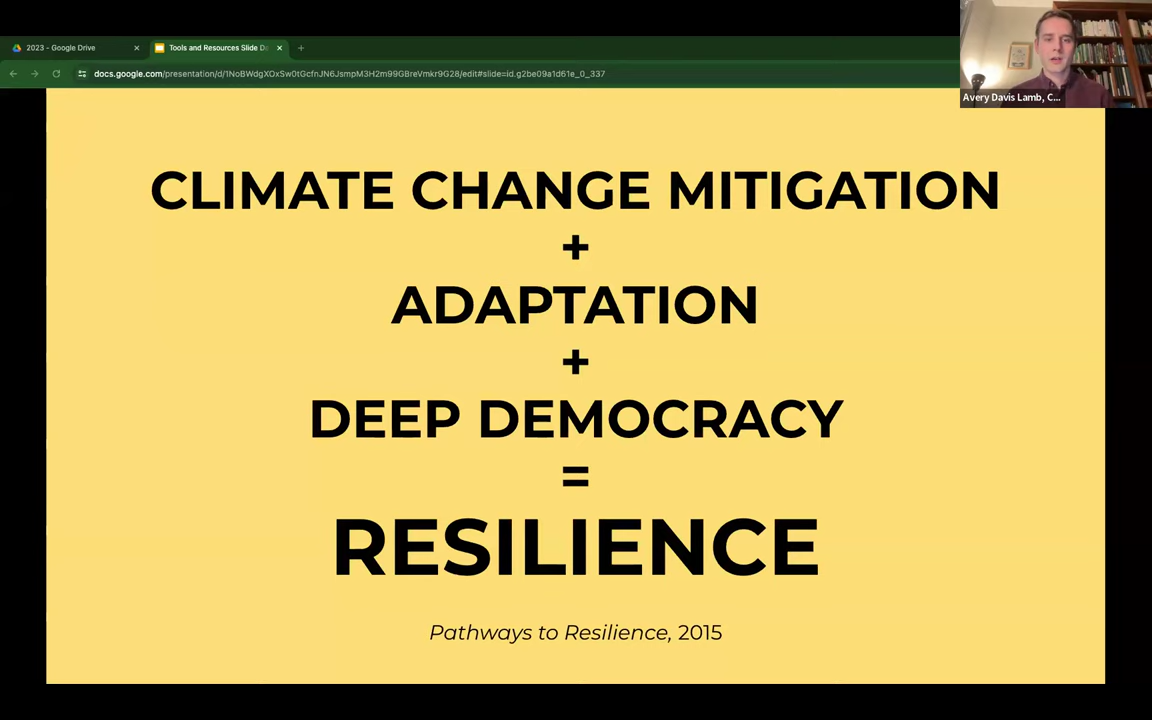 2023 - Google Drive
Tools and Resources Slide De
docs.google.com/presentation/d/1NoBWdgXOxSw0tGcfnJN6JsmpM3H2m99GBreVmkr9G28/edit#slide=id.g2be09a1d61e_0_337
Avery Davis Lamb, C...
CLIMATE CHANGE MITIGATION
+
ADAPTATION
+
DEEP DEMOCRACY
=
RESILIENCE
Pathways to Resilience, 2015